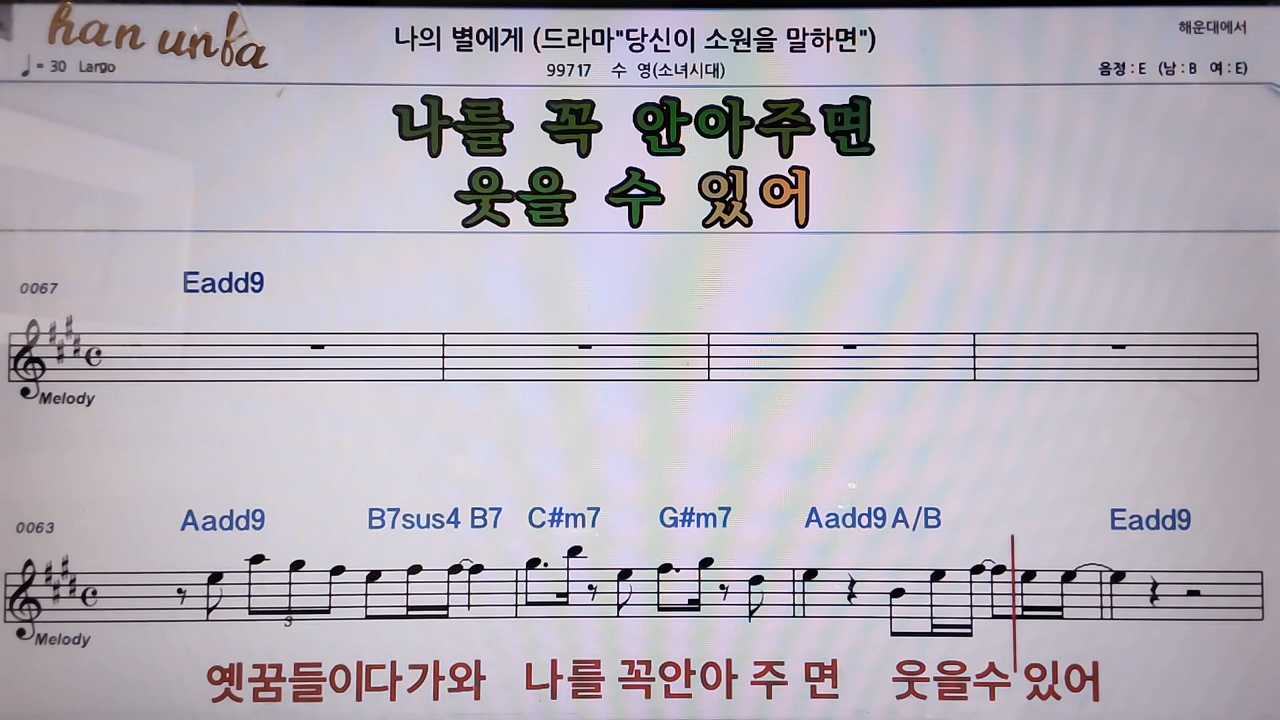 han unfa
나의 별에게 (드라마"당신이 소원을 말하면")
해운대에서
♩= 30 Largo
99717 수 영(소녀시대)
음정 : E (남 : B 여 : E)
나를 꼭 안아주면
웃을 수 있어
0067
Eadd9
Melody
0063
Aadd9 B7sus4 B7 C#m7 G#m7 Aadd9 A/B Eadd9
3
Melody
옛꿈들이다가와 나를 꼭안아 주 면 웃을수 있어